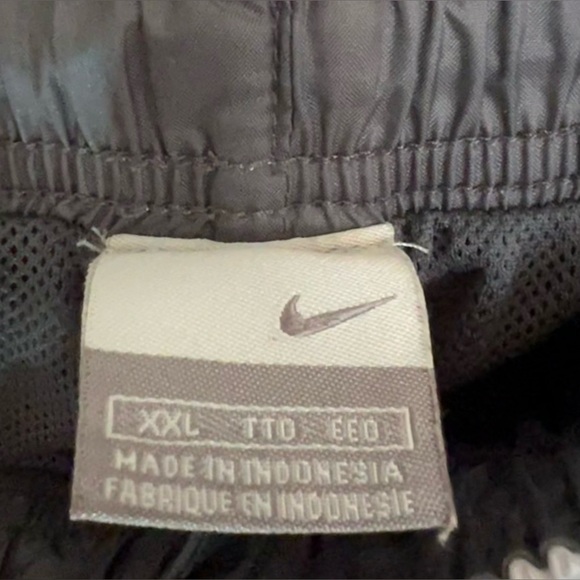 XXL TTG EEG
MADE IN INDONESIA
FABRIQUE EN INDONESIE